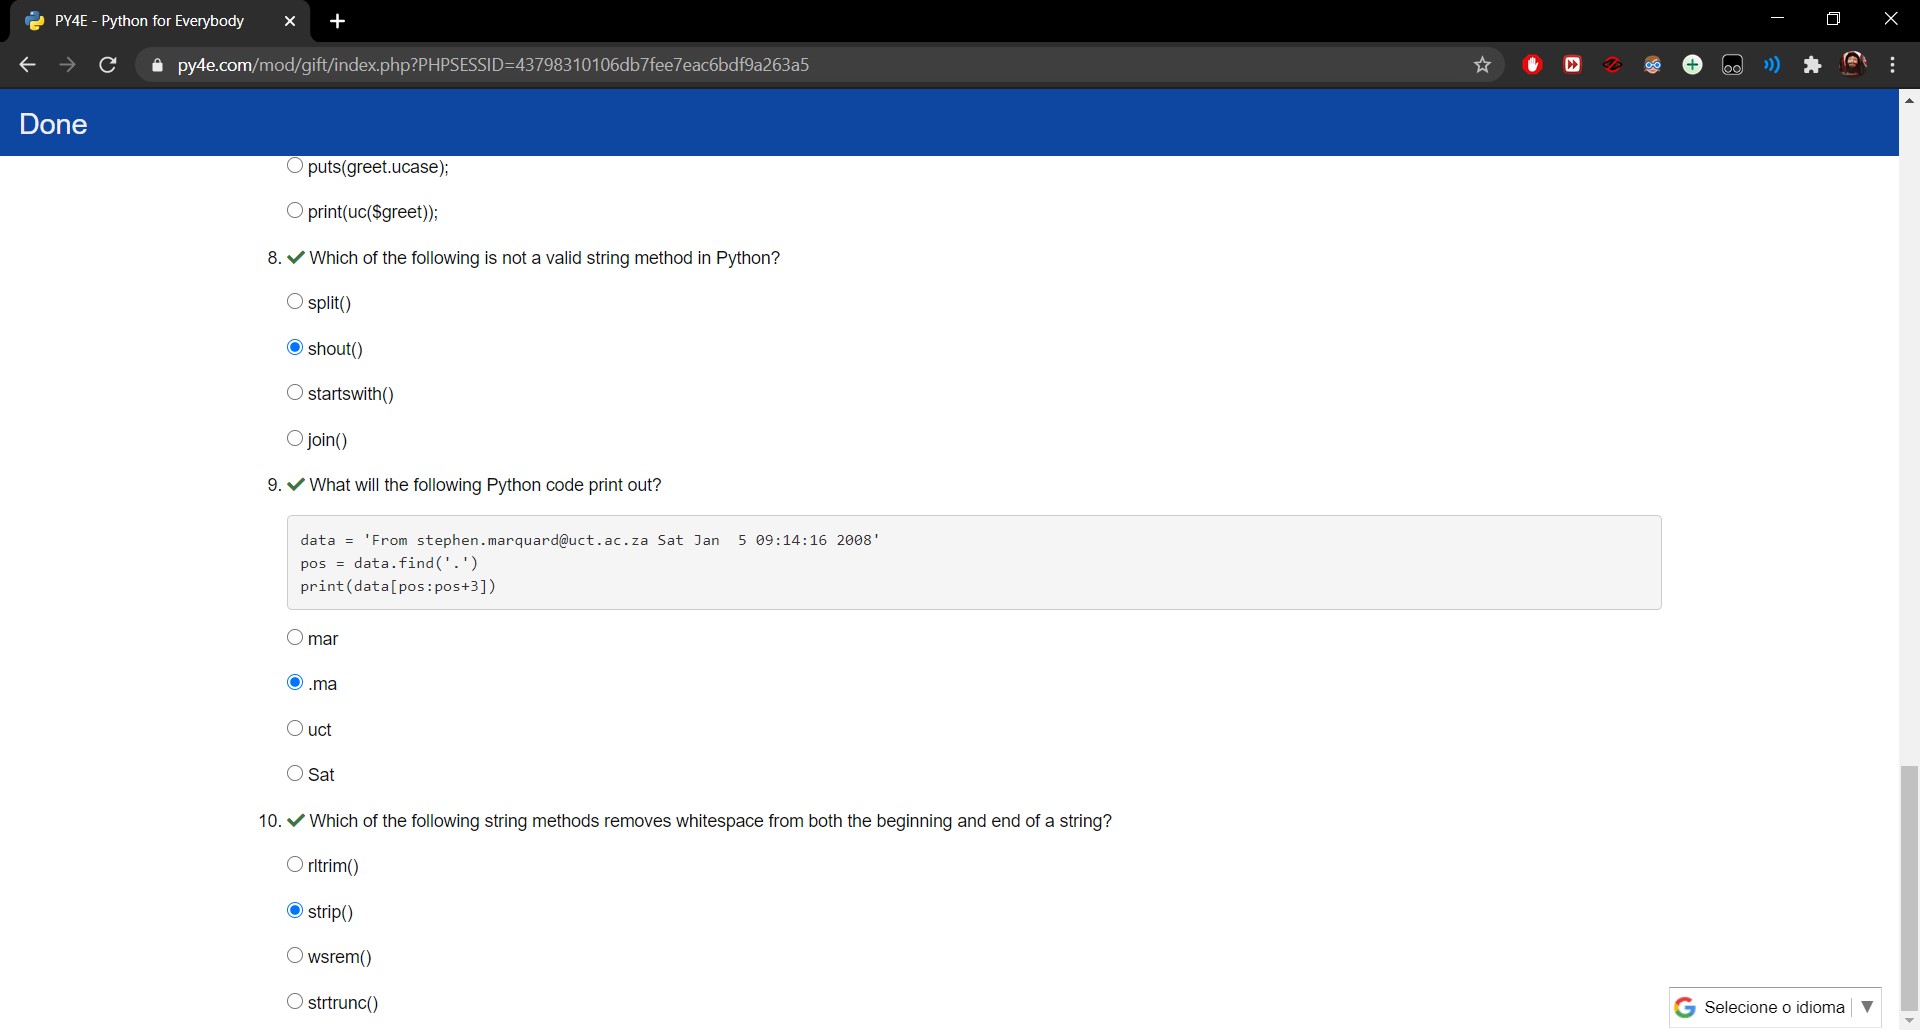 PY4E - Python for Everybody
py4e.com/mod/gift/index.php?PHPSESSID=43798310106db7fee7eac6bdf9a263a5
Done
puts(greet.ucase);
print(uc($greet));
8. Which of the following is not a valid string method in Python?
split()
shout()
startswith()
join()
9. What will the following Python code print out?
data = 'From stephen.marquard@uct.ac.za Sat Jan  5 09:14:16 2008'
pos = data.find('.')
print(data[pos:pos+3])
mar
.ma
uct
Sat
10. Which of the following string methods removes whitespace from both the beginning and end of a string?
rltrim()
strip()
wsrem()
strtrunc()
Selecione o idioma